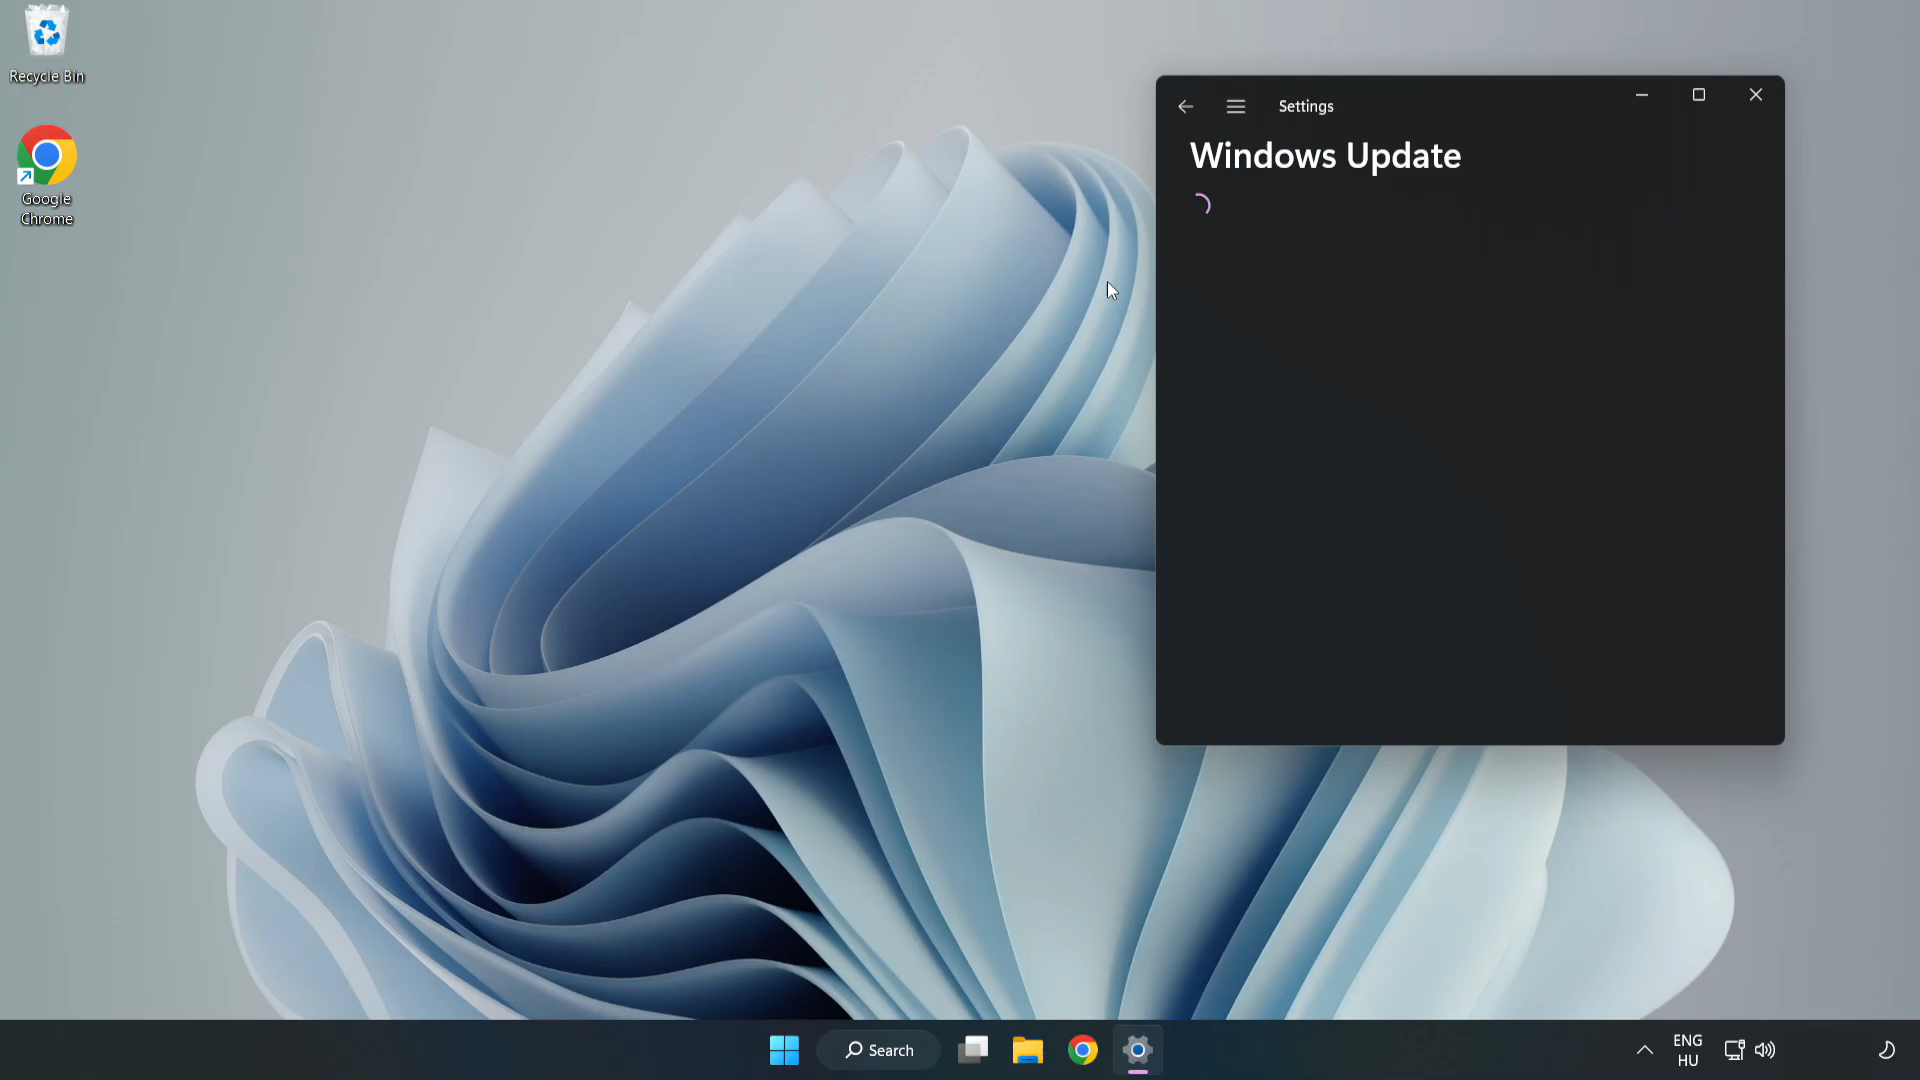 Recycle Bin
Google
Chrome
Settings
Windows Update
Search
ENG
HU